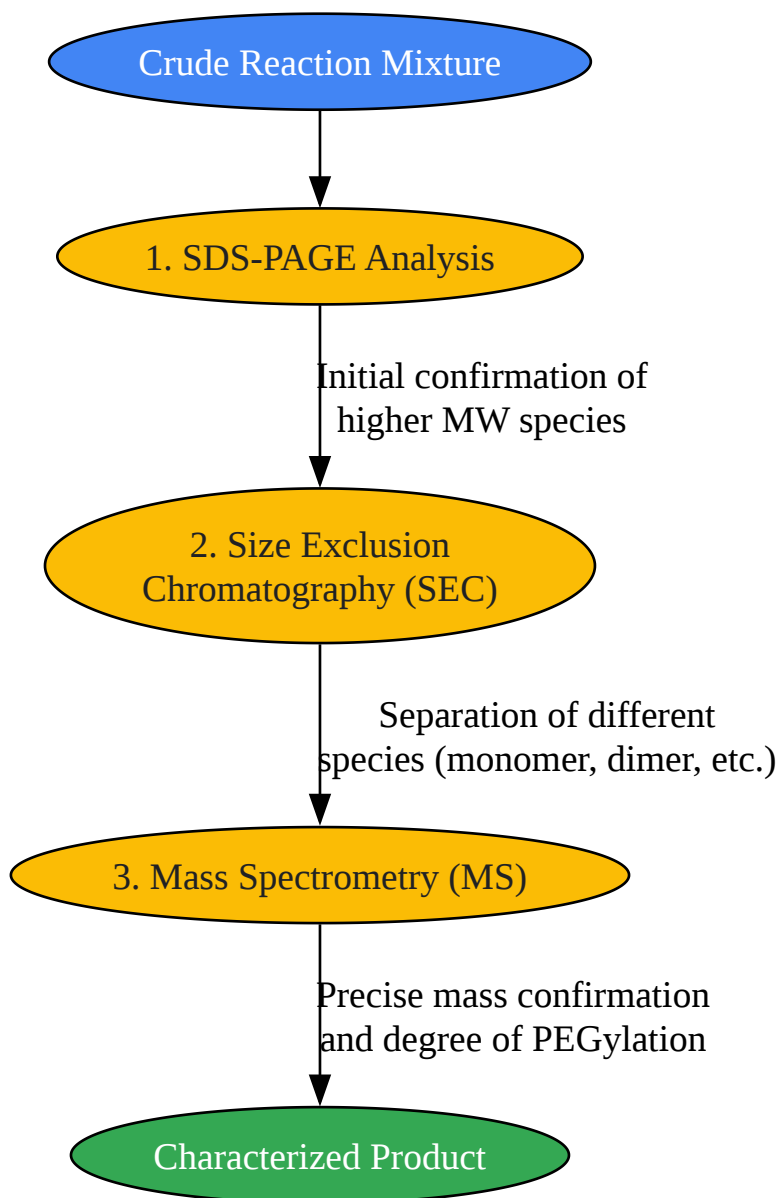 Crude Reaction Mixture
1. SDS-PAGE Analysis
Initial confirmation of
higher MW species
2. Size Exclusion
Chromatography (SEC)
Separation of different
species (monomer, dimer, etc.)
3. Mass Spectrometry (MS)
Precise mass confirmation
and degree of PEGylation
Characterized Product